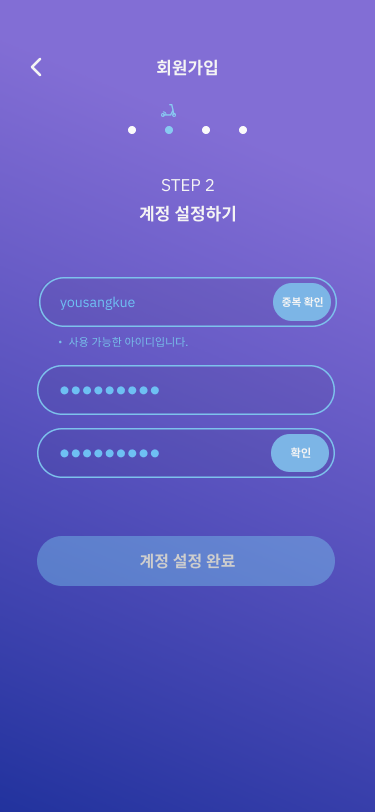 회원가입
STEP 2
계정 설정하기
yousangkue
중복 확인
• 사용 가능한 아이디입니다.
확인
계정 설정 완료